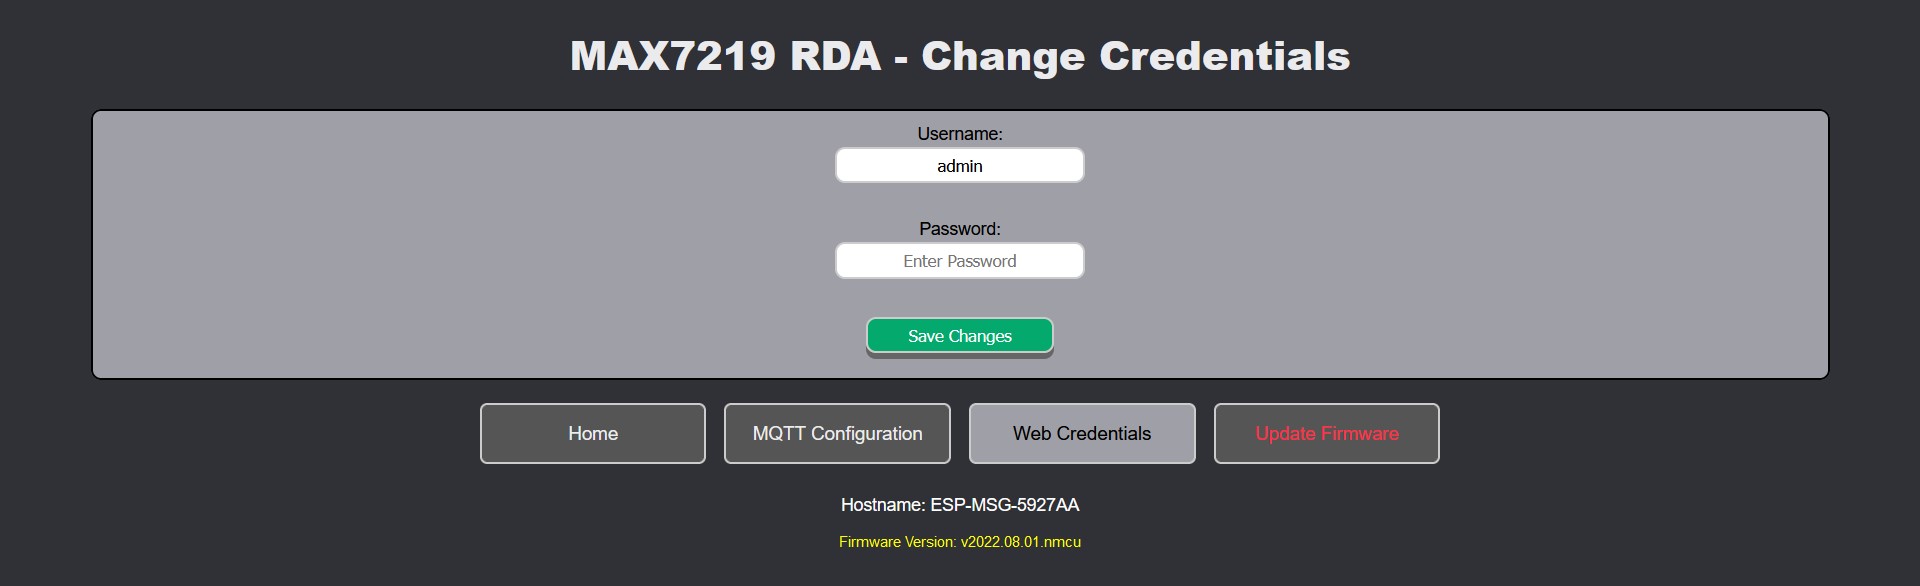 MAX7219 RDA - Change Credentials
Username:
admin
Password:
Enter Password
Save Changes
Home
MQTT Configuration
Web Credentials
Update Firmware
Hostname: ESP-MSG-5927AA
Firmware Version: v2022.08.01.nmcu